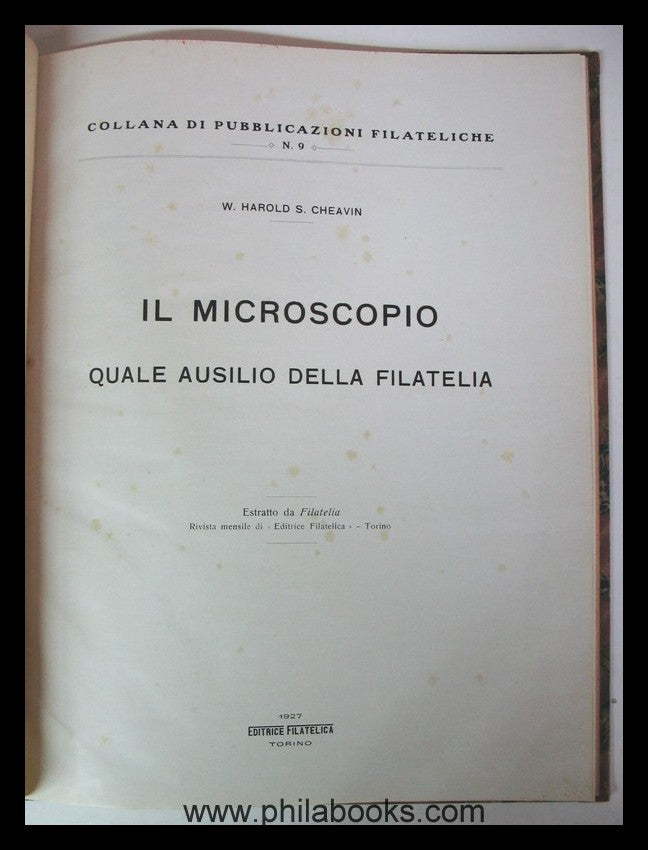 COLLANA DI PUBBLICAZIONI FILATELICHE
N. 9
W. HAROLD S. CHEAVIN
IL MICROSCOPIO
QUALE AUSILIO DELLA FILATELIA
Estratto da Filatelia
Rivista mensile di « Editrice Filatelica » - Torino
1927
EDITRICE FILATELICA
TORINO
www.philabooks.com